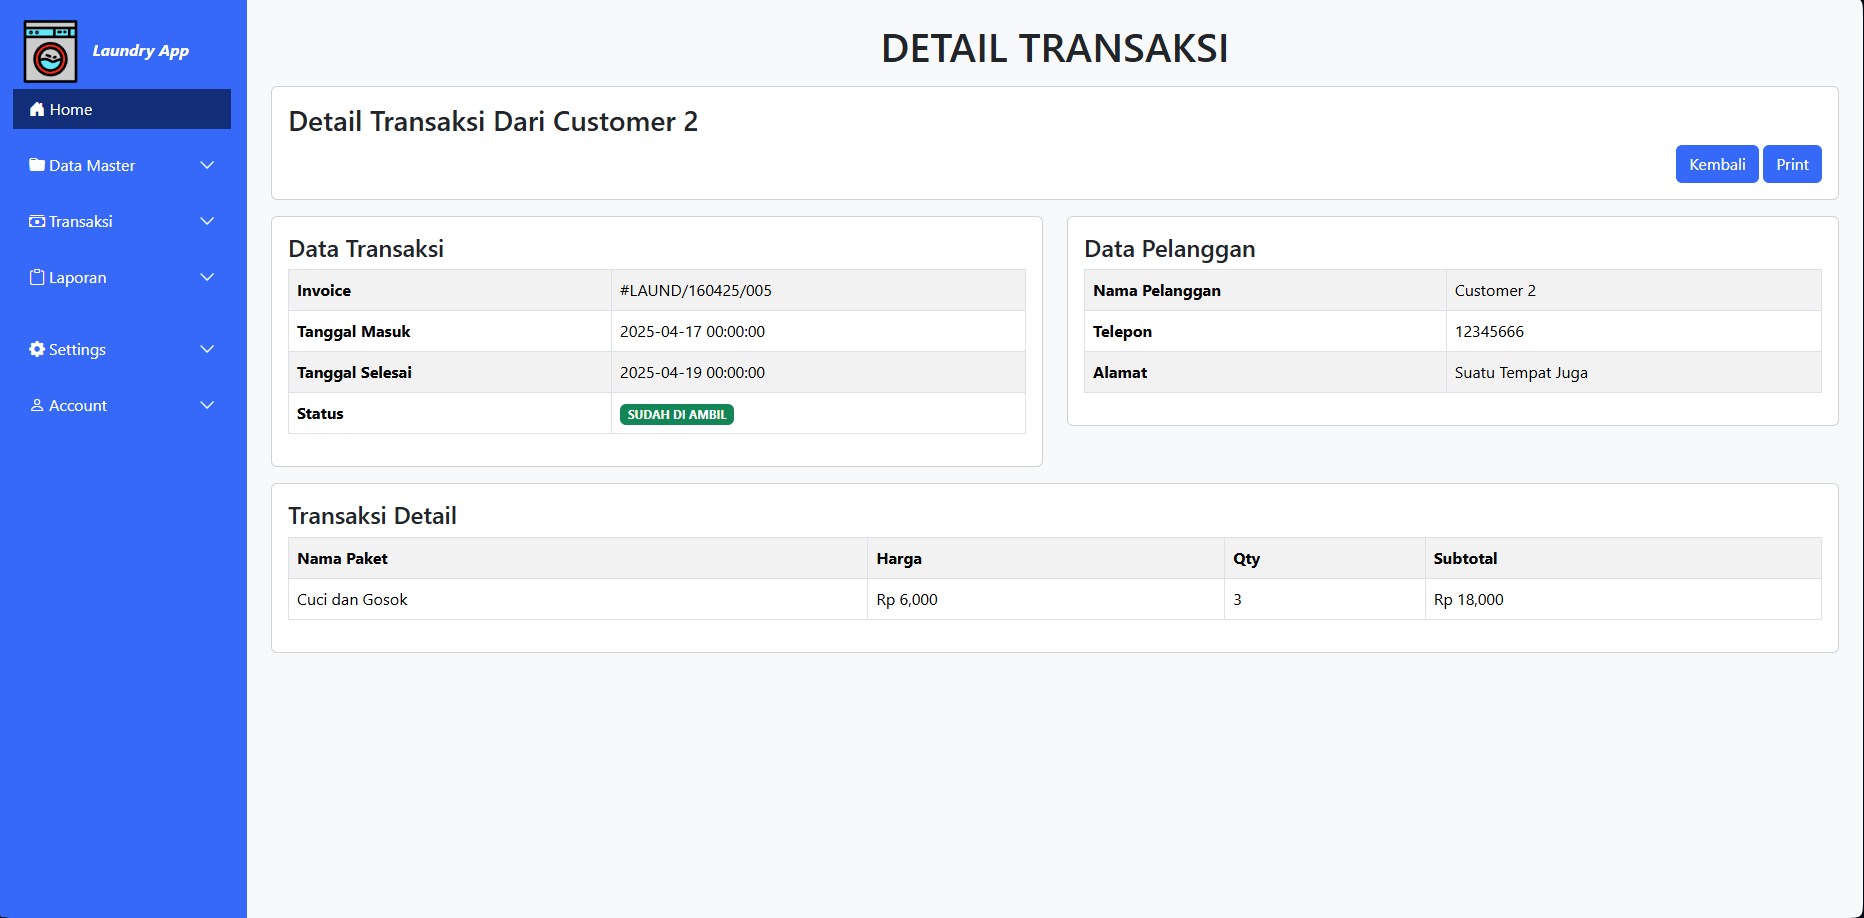 Laundry App
Home
Data Master
Transaksi
Laporan
Settings
Account
DETAIL TRANSAKSI
Detail Transaksi Dari Customer 2
Kembali Print
Data Transaksi
Invoice #LAUND/160425/005
Tanggal Masuk 2025-04-17 00:00:00
Tanggal Selesai 2025-04-19 00:00:00
Status SUDAH DI AMBIL
Data Pelanggan
Nama Pelanggan Customer 2
Telepon 12345666
Alamat Suatu Tempat Juga
Transaksi Detail
Nama Paket Harga Qty Subtotal
Cuci dan Gosok Rp 6,000 3 Rp 18,000